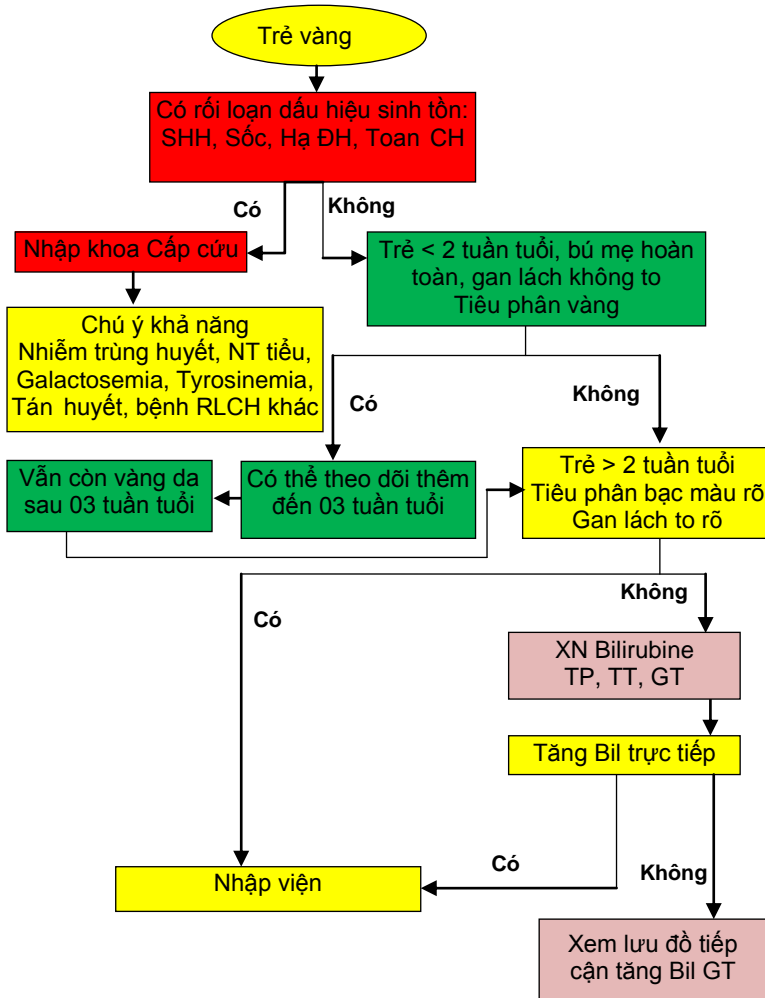 Trẻ vàng
Có rối loạn dấu hiệu sinh tồn:
SHH, Sốc, Hạ ĐH, Toan CH
Có
Không
Nhập khoa Cấp cứu
Trẻ < 2 tuần tuổi, bú mẹ hoàn
toàn, gan lách không to
Tiêu phân vàng
Chú ý khả năng
Nhiễm trùng huyết, NT tiểu,
Galactosemia, Tyrosinemia,
Tán huyết, bệnh RLCH khác
Có
Không
Vẫn còn vàng da
sau 03 tuần tuổi
Có thể theo dõi thêm
đến 03 tuần tuổi
Trẻ > 2 tuần tuổi
Tiêu phân bạc màu rõ
Gan lách to rõ
Có
Không
XN Bilirubine
TP, TT, GT
Tăng Bil trực tiếp
Có
Không
Nhập viện
Xem lưu đồ tiếp
cận tăng Bil GT